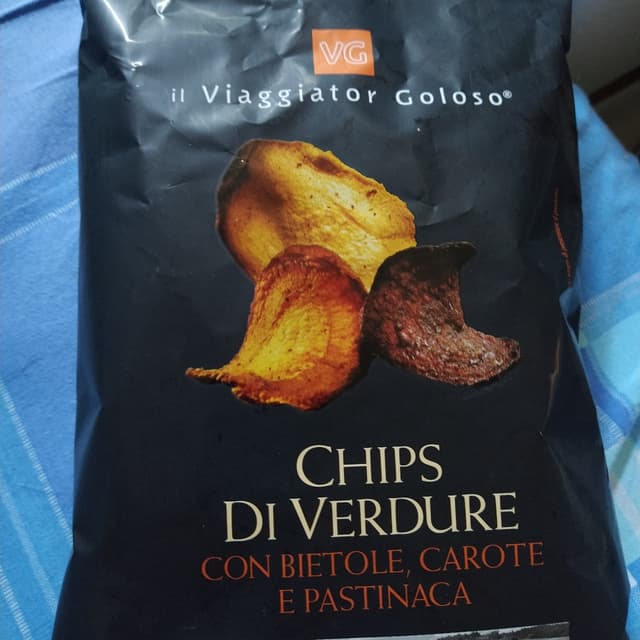 VG
il Viaggiator Goloso®
CHIPS
DI VERDURE
CON BIETOLE, CAROTE
E PASTINACA